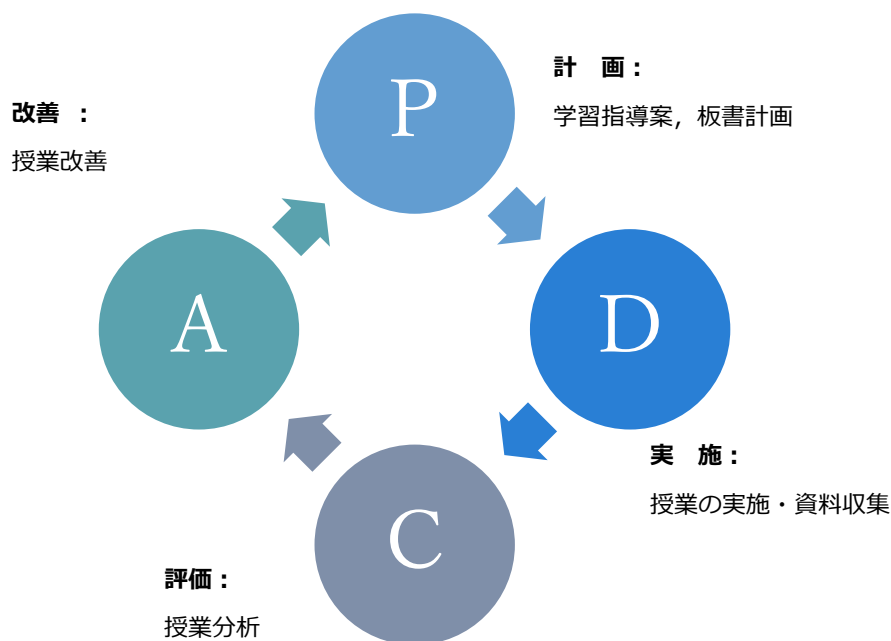 P
計　画：
学習指導案，板書計画
改善　：
授業改善
A
D
実　施：
授業の実施・資料収集
C
評価：
授業分析